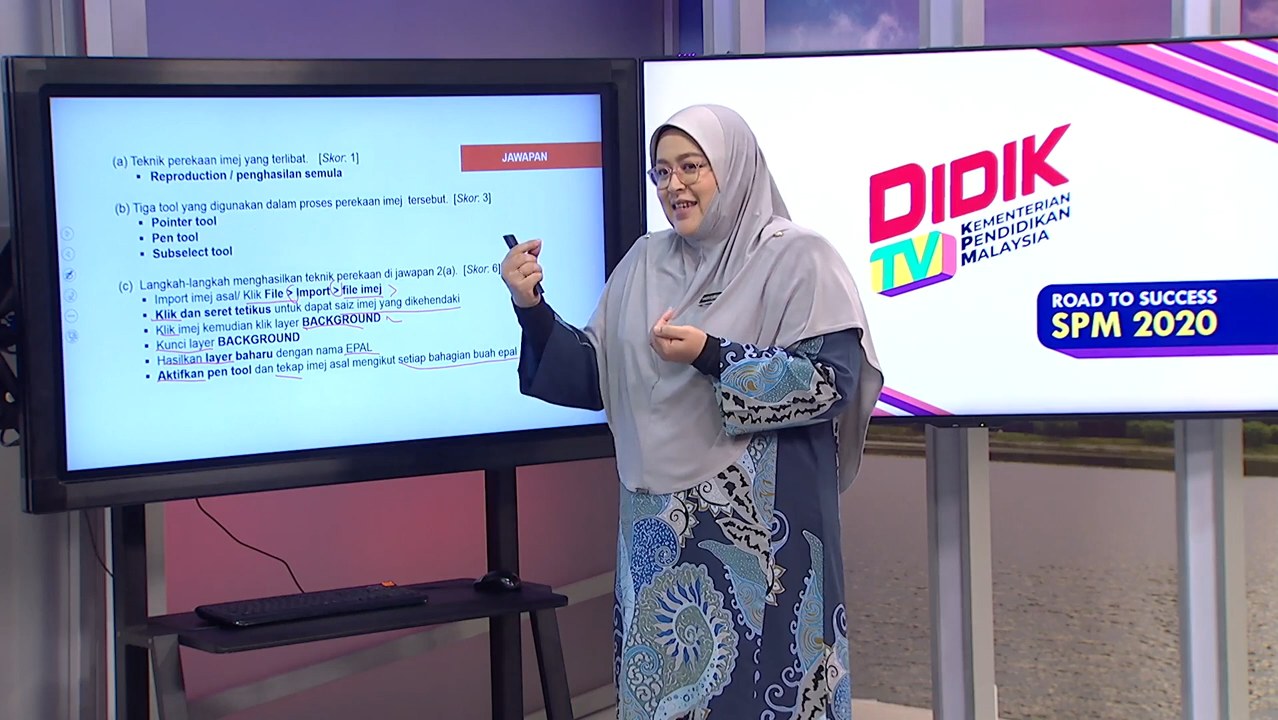 JAWAPAN
(a) Teknik perekaan imej yang terlibat. [Skor: 1]
▪ Reproduction / penghasilan semula
(b) Tiga tool yang digunakan dalam proses perekaan imej tersebut. [Skor: 3]
▪ Pointer tool
▪ Pen tool
▪ Subselect tool
(c) Langkah-langkah menghasilkan teknik perekaan di jawapan 2(a). [Skor: 6]
▪ Import imej asal/ Klik File < Import > file imej >
▪ Klik dan seret tetikus untuk dapat saiz imej yang dikehendaki
▪ Klik imej kemudian klik layer BACKGROUND
▪ Kunci layer BACKGROUND
▪ Hasilkan layer baharu dengan nama EPAL
▪ Aktifkan pen tool dan tekap imej asal mengikut setiap bahagian buah epal
DIDIK
TV
KEMENTERIAN
PENDIDIKAN
MALAYSIA
ROAD TO SUCCESS
SPM 2020